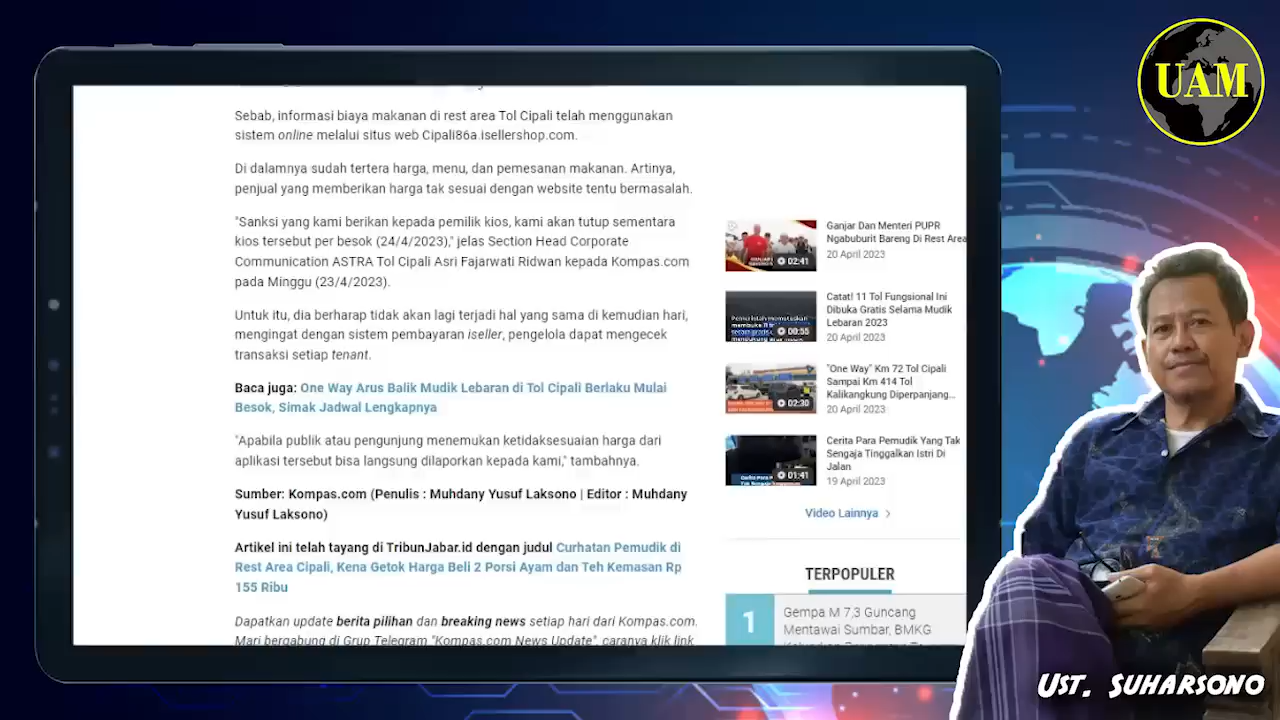 UAM
Sebab, informasi biaya makanan di rest area Tol Cipali telah menggunakan
sistem online melalui situs web Cipali86a.isellershop.com.
Di dalamnya sudah tertera harga, menu, dan pemesanan makanan. Artinya,
penjual yang memberikan harga tak sesuai dengan website tentu bermasalah.
"Sanksi yang kami berikan kepada pemilik kios, kami akan tutup sementara
kios tersebut per besok (24/4/2023)," jelas Section Head Corporate
Communication ASTRA Tol Cipali Asri Fajarwati Ridwan kepada Kompas.com
pada Minggu (23/4/2023).
Untuk itu, dia berharap tidak akan lagi terjadi hal yang sama di kemudian hari,
mengingat dengan sistem pembayaran iseller, pengelola dapat mengecek
transaksi setiap tenant.
Baca juga: One Way Arus Balik Mudik Lebaran di Tol Cipali Berlaku Mulai
Besok, Simak Jadwal Lengkapnya
"Apabila publik atau pengunjung menemukan ketidaksesuaian harga dari
aplikasi tersebut bisa langsung dilaporkan kepada kami," tambahnya.
Sumber: Kompas.com (Penulis : Muhdany Yusuf Laksono | Editor : Muhdany
Yusuf Laksono)
Artikel ini telah tayang di TribunJabar.id dengan judul Curhatan Pemudik di
Rest Area Cipali, Kena Getok Harga Beli 2 Porsi Ayam dan Teh Kemasan Rp
155 Ribu
Dapatkan update berita pilihan dan breaking news setiap hari dari Kompas.com.
Mari bergabung di Grup Telegram "Kompas.com News Update", caranya klik link
Ganjar Dan Menteri PUPR
Ngabuburit Bareng Di Rest Area
20 April 2023
02:41
Catat! 11 Tol Fungsional Ini
Dibuka Gratis Selama Mudik
Lebaran 2023
20 April 2023
00:55
"One Way" Km 72 Tol Cipali
Sampai Km 414 Tol
Kalikangkung Diperpanjang...
20 April 2023
02:30
Cerita Para Pemudik Yang Tak
Sengaja Tinggalkan Istri Di
Jalan
19 April 2023
01:41
Video Lainnya
TERPOPULER
1
Gempa M 7,3 Guncang
Mentawai Sumbar, BMKG
Ust. Suharsono